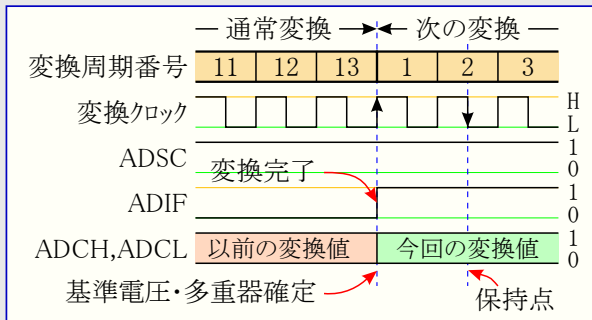 通常変換 次の変換
変換周期番号 11 12 13 1 2 3
変換ｸﾛｯｸ H L
ADSC 1 0
変換完了
ADIF 1 0
ADCH,ADCL 以前の変換値 今回の変換値 1 0
基準電圧・多重器確定 保持点